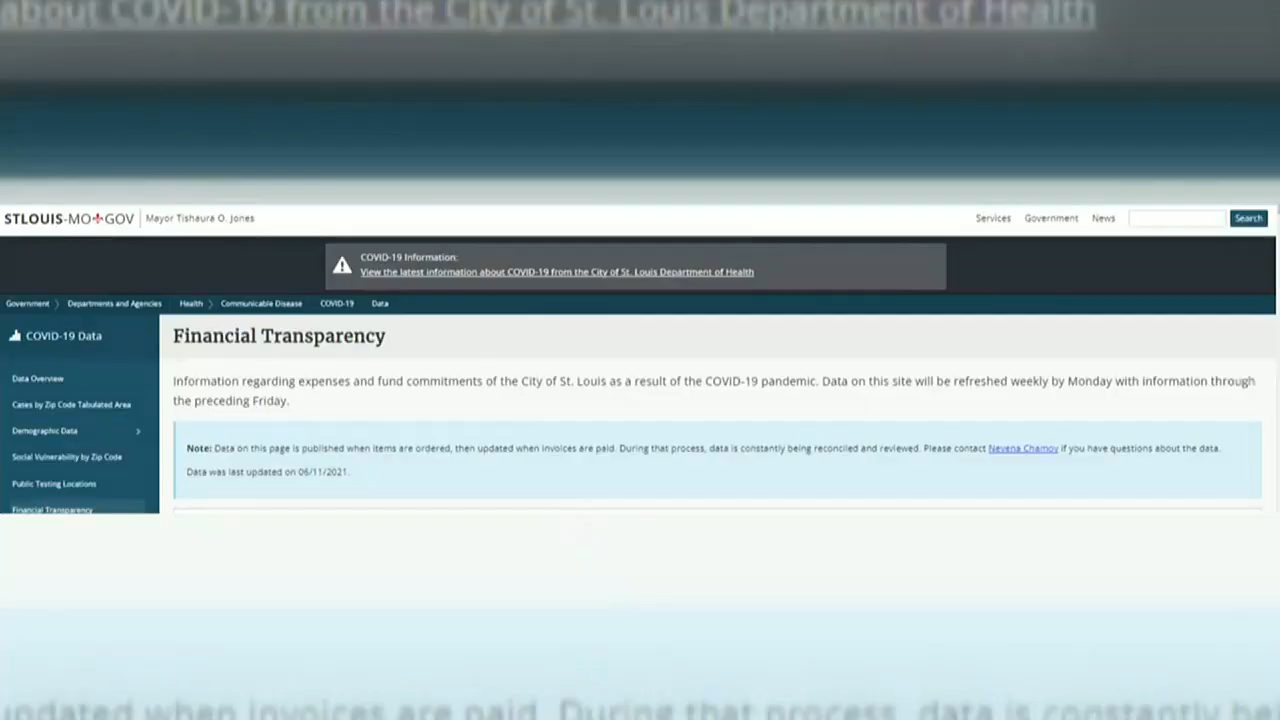 about COVID-19 from the City of St. Louis Department of Health
STLOUIS-MO GOV Mayor Tishaura O. Jones Services Government News Search
COVID-19 Information:
View the latest information about COVID-19 from the City of St. Louis Department of Health
Government Departments and Agencies Health Communicable Disease COVID-19 Data
COVID-19 Data
Financial Transparency
Data Overview
Information regarding expenses and fund commitments of the City of St. Louis as a result of the COVID-19 pandemic. Data on this site will be refreshed weekly by Monday with information through
the preceding Friday.
Cases by Zip Code Tabulated Area
Demographic Data
Social Vulnerability by Zip Code
Public Testing Locations
Financial Transparency
Note: Data on this page is published when items are ordered, then updated when invoices are paid. During that process, data is constantly being reconciled and reviewed. Please contact Nevena Chamov if you have questions about the data.
Data was last updated on 06/11/2021.
updated when invoices are paid. During that process, data is constantly be